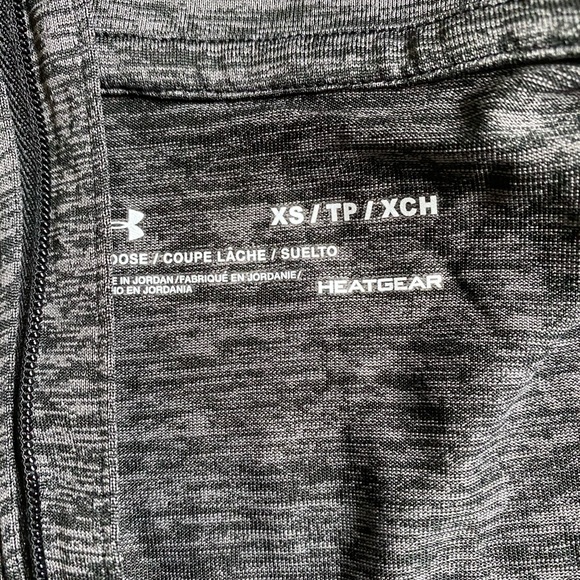 XS / TP / XCH
/ COUPE LÂCHE / SUELTO
IN JORDAN / FABRIQUÉ EN JORDANIE /
EN JORDANIA
HEATGEAR